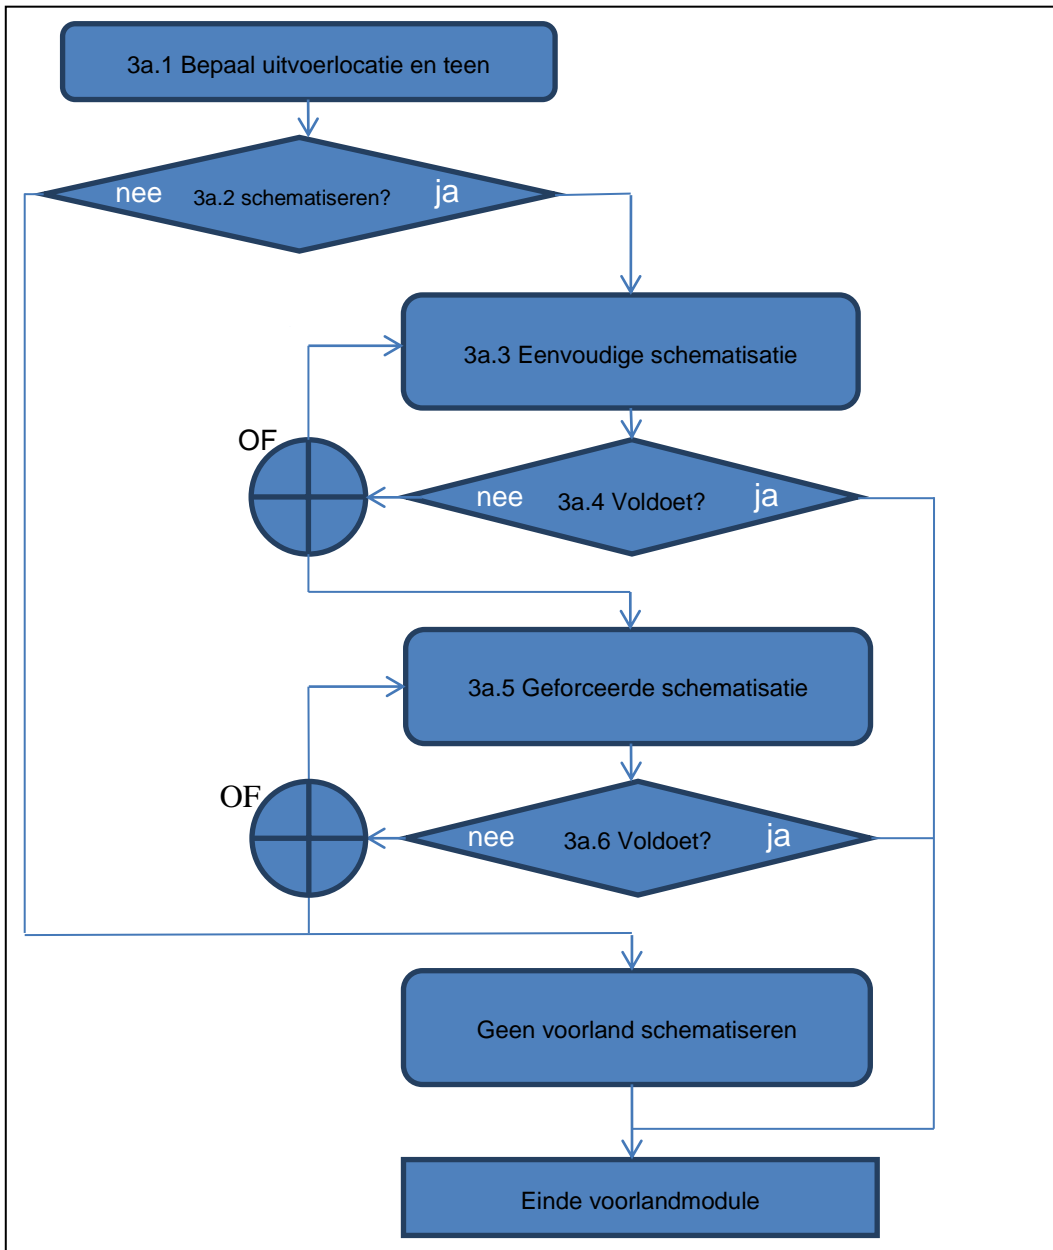 3a.1 Bepaal uitvoerlocatie en teen
nee 3a.2 schematiseren? ja
3a.3 Eenvoudige schematisatie
OF
nee 3a.4 Voldoet? ja
3a.5 Geforceerde schematisatie
OF
nee 3a.6 Voldoet? ja
Geen voorland schematiseren
Einde voorlandmodule